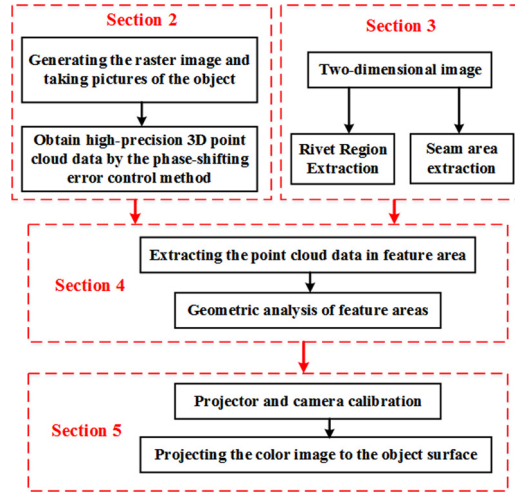 Section 2
Generating the raster image and
taking pictures of the object
Obtain high-precision 3D point
cloud data by the phase-shifting
error control method
Section 3
Two-dimensional image
Rivet Region
Extraction
Seam area
extraction
Section 4
Extracting the point cloud data in feature area
Geometric analysis of feature areas
Section 5
Projector and camera calibration
Projecting the color image to the object surface